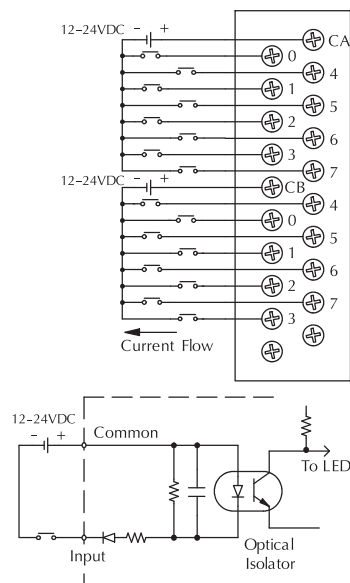 12–24VDC – + CA
0
4
1
5
2
6
3
7
12–24VDC – + CB
4
0
5
1
6
2
7
3
Current Flow
12–24VDC
– + Common
To LED
Input
Optical
Isolator